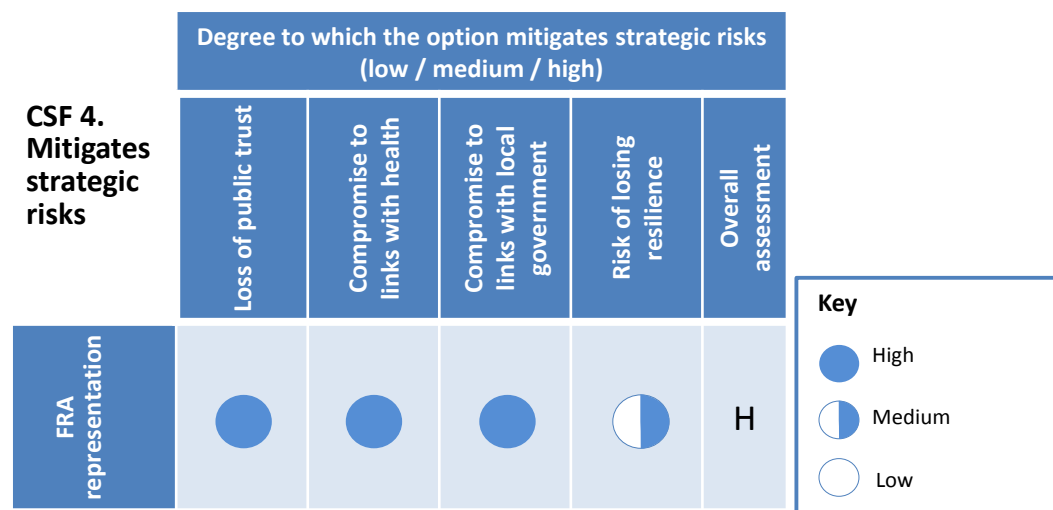 Degree to which the option mitigates strategic risks
(low / medium / high)
CSF 4.
Mitigates
strategic
risks
Loss of public trust
Compromise to
links with health
Compromise to
links with local
government
Risk of losing
resilience
Overall
assessment
FRA
representation
H
Key
High
Medium
Low